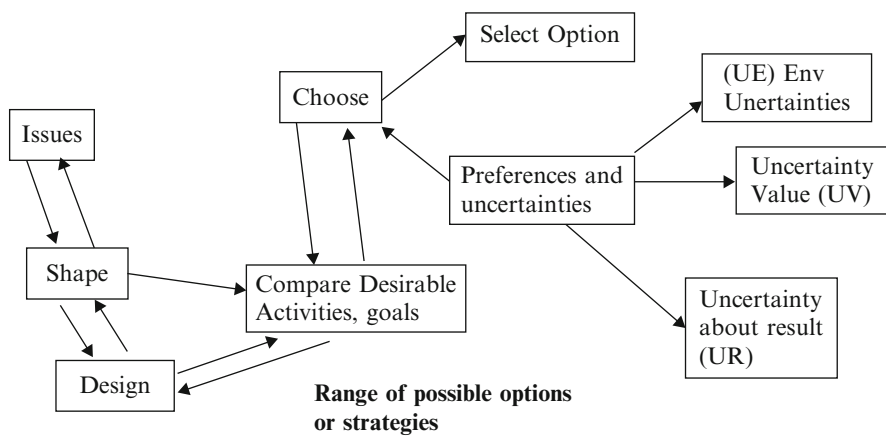 Select Option
(UE) Env
Unertainties
Choose
Issues
Preferences and
uncertainties
Uncertainty
Value (UV)
Shape
Compare Desirable
Activities, goals
Uncertainty
about result
(UR)
Design
Range of possible options
or strategies